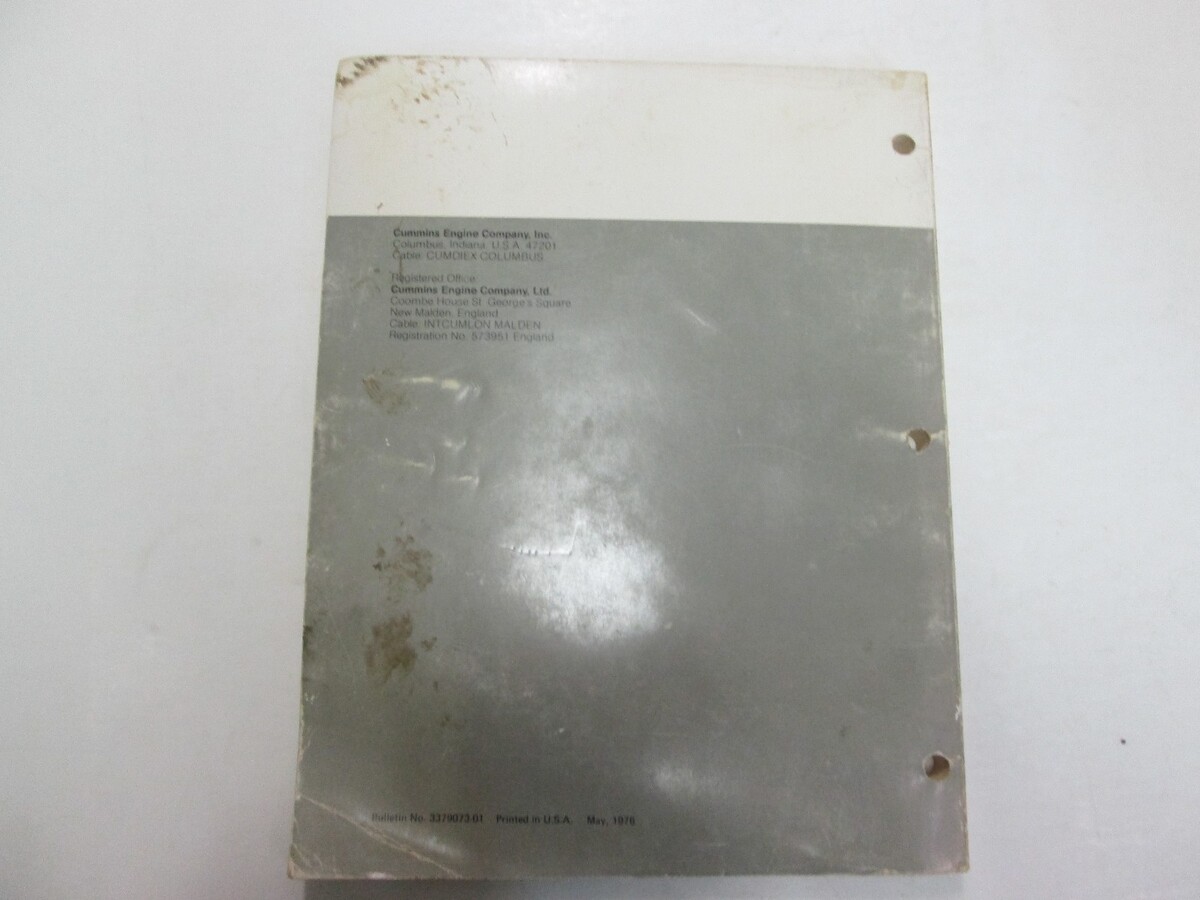 Cummins Engine Company, Inc.
Columbus, Indiana, U.S.A. 47201
Cable: CUMDIEX COLUMBUS
Registered Office:
Cummins Engine Company, Ltd.
Coombe House St. George's Square
New Malden, England
Cable: INTCUMLON MALDEN
Registration No. 573951 England
Bulletin No. 3379073-01 Printed in U.S.A. May, 1976